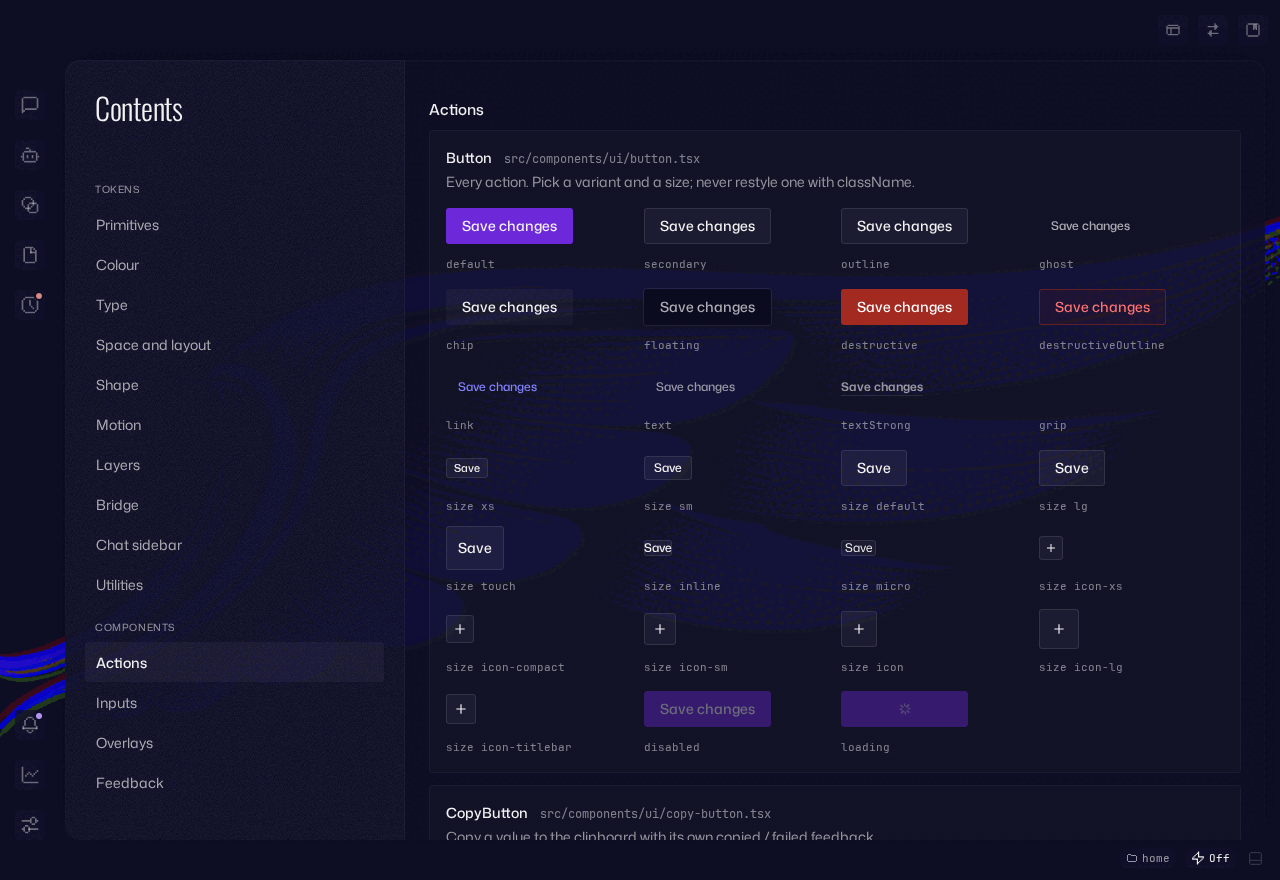 Contents
TOKENS
Primitives
Colour
Type
Space and layout
Shape
Motion
Layers
Bridge
Chat sidebar
Utilities
COMPONENTS
Actions
Inputs
Overlays
Feedback
Actions
Button src/components/ui/button.tsx
Every action. Pick a variant and a size; never restyle one with className.
Save changes Save changes Save changes Save changes
default secondary outline ghost
Save changes Save changes Save changes Save changes
chip floating destructive destructiveOutline
Save changes Save changes Save changes
link text textStrong grip
Save Save Save Save
size xs size sm size default size lg
Save Save Save +
size touch size inline size micro size icon-xs
+ + + +
size icon-compact size icon-sm size icon size icon-lg
+ Save changes
size icon-titlebar disabled loading
CopyButton src/components/ui/copy-button.tsx
Copy a value to the clipboard with its own copied / failed feedback.
home Off